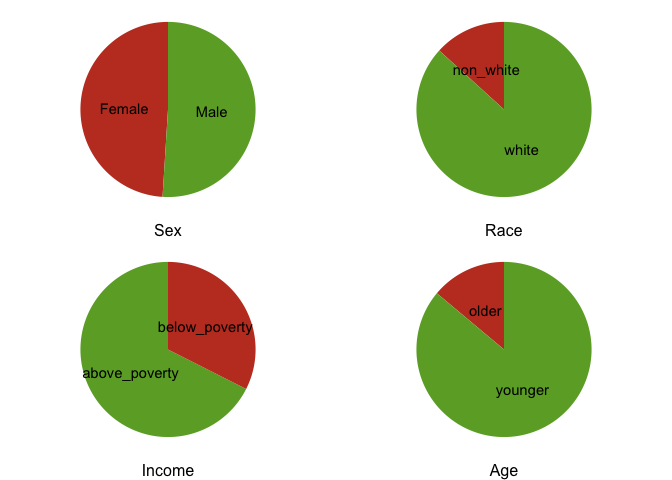 Female
Male
Sex
non_white
white
Race
below_poverty
above_poverty
Income
older
younger
Age